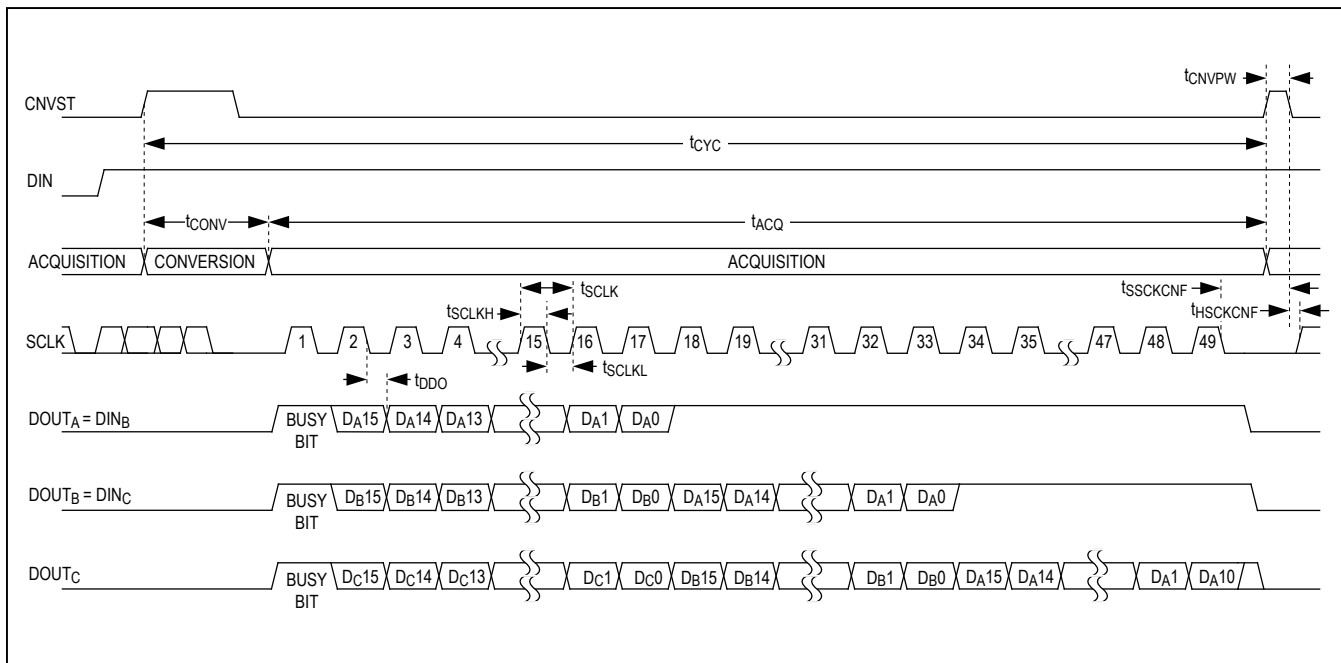 tCNVPW
CNVST
tCYC
DIN
tCONV tACQ
ACQUISITION CONVERSION ACQUISITION
tSSCKCNF
tSCLK
tHSCKCNF
tSCLKH
SCLK 1 2 3 4 15 16 17 18 19 31 32 33 34 35 47 48 49
tSCLKL
tDDO
DOUTA = DINB BUSY BIT DA15 DA14 DA13 DA1 DA0
DOUTB = DINC BUSY BIT DB15 DB14 DB13 DB1 DB0 DA15 DA14 DA1 DA0
DOUTC BUSY BIT DC15 DC14 DC13 DC1 DC0 DB15 DB14 DB1 DB0 DA15 DA14 DA1 DA10